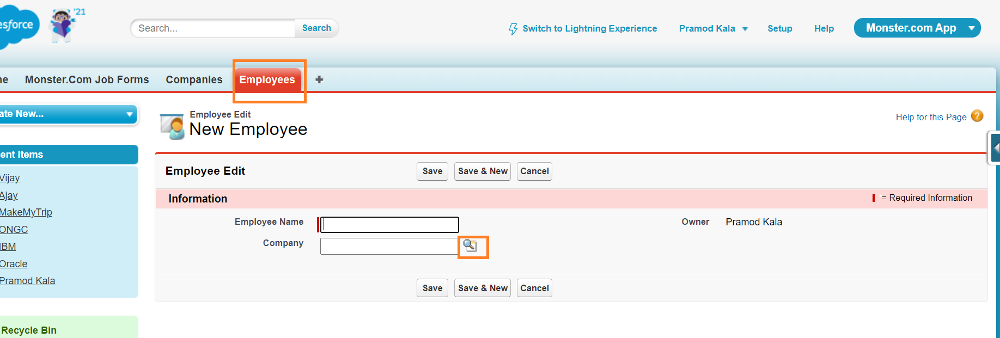 esforce
'21
Search...
Search
Switch to Lightning Experience
Pramod Kala
Setup
Help
Monster.com App
ne
Monster.Com Job Forms
Companies
Employees
ate New...
Employee Edit
New Employee
Help for this Page
?
ent Items
Vijay
Ajay
MakeMyTrip
ONGC
IBM
Oracle
Pramod Kala
Recycle Bin
Employee Edit
Save
Save & New
Cancel
Information
= Required Information
Employee Name
Owner
Pramod Kala
Company
Save
Save & New
Cancel